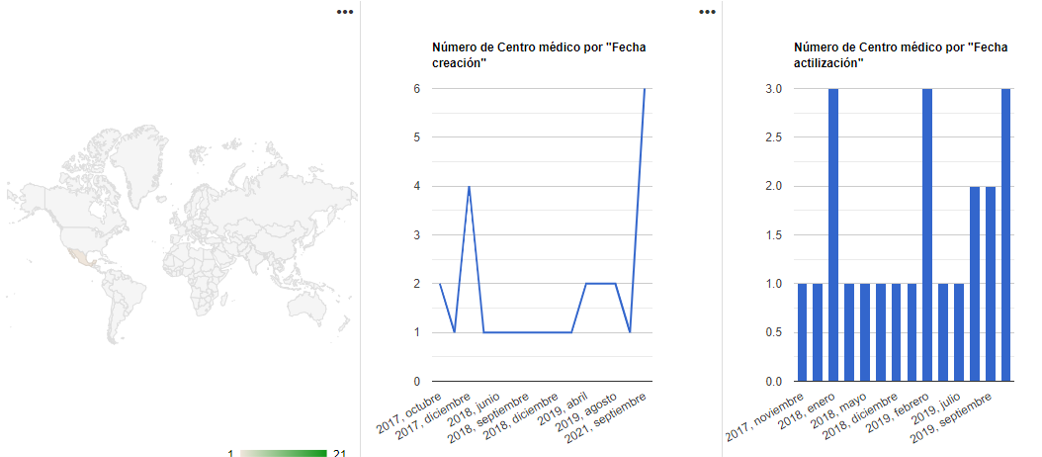 1
21
Número de Centro médico por "Fecha
creación"
6
5
4
3
2
1
0
2017, octubre
2017, diciembre
2018, junio
2018, septiembre
2018, diciembre
2019, abril
2019, agosto
2021, septiembre
Número de Centro médico por "Fecha
actilización"
3.0
2.5
2.0
1.5
1.0
0.5
0.0
2017, noviembre
2018, enero
2018, mayo
2018, diciembre
2019, febrero
2019, julio
2019, septiembre